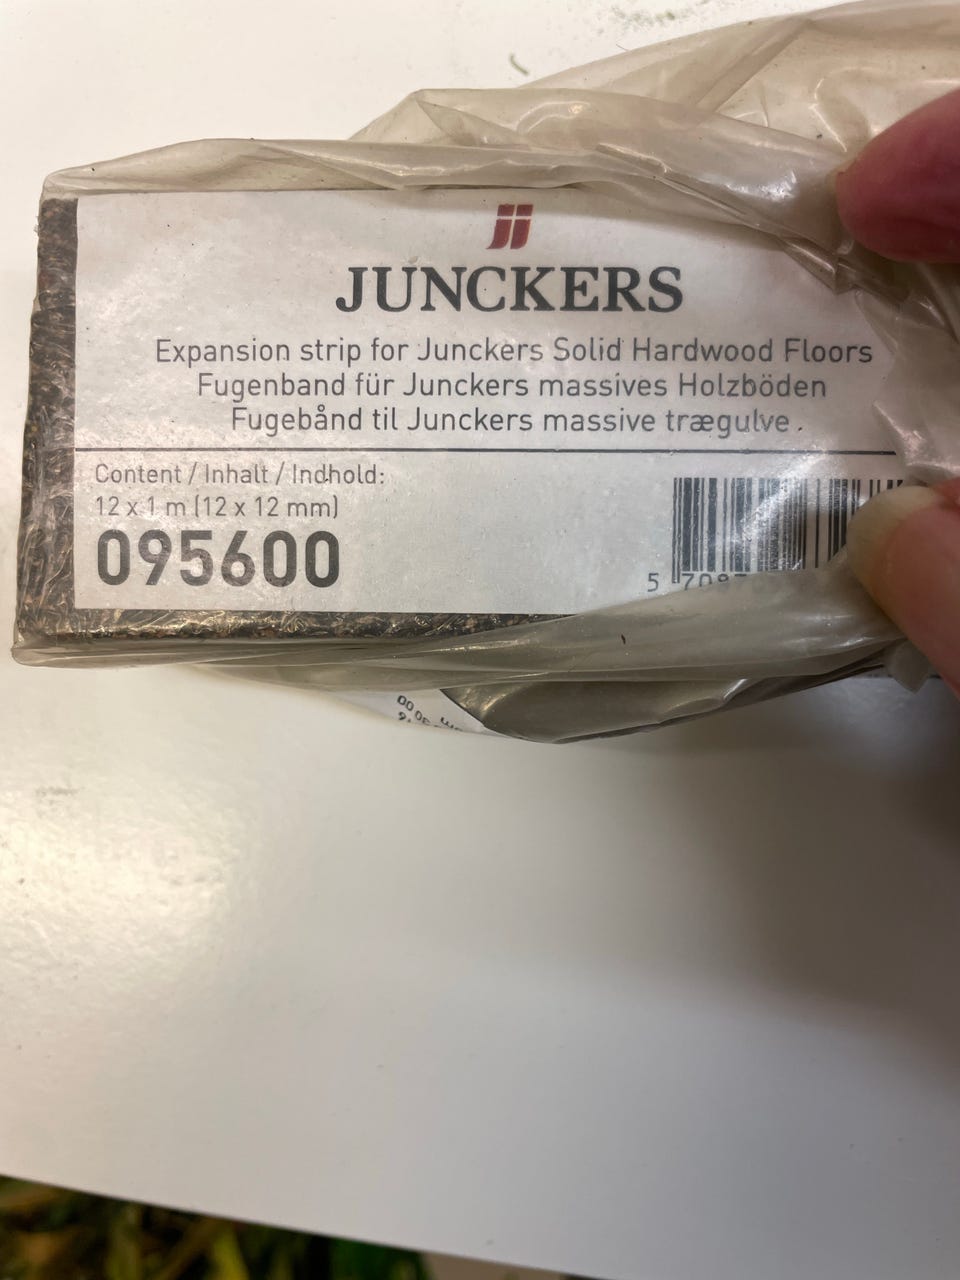 JUNCKERS
Expansion strip for Junckers Solid Hardwood Floors
Fugenband für Junckers massives Holzböden
Fugebånd til Junckers massive trægulve.
Content / Inhalt / Indhold:
12 x 1 m (12 x 12 mm)
095600
5